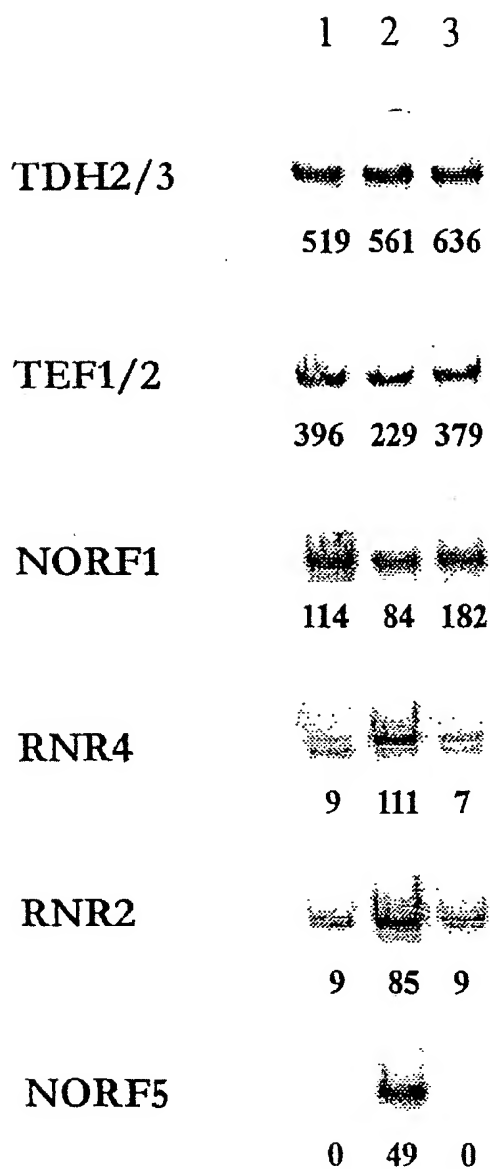 1 2 3
TDH2/3
519 561 636
TEF1/2
396 229 379
NORF1
114 84 182
RNR4
9 111 7
RNR2
9 85 9
NORF5
0 49 0